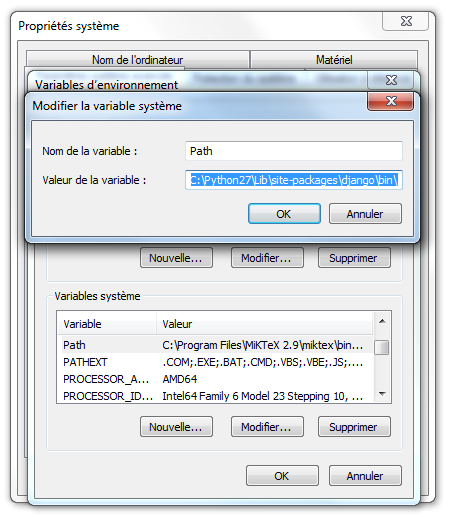 Propriétés système
Nom de l'ordinateur
Matériel
Variables d'environnement
Modifier la variable système
Nom de la variable :
Path
Valeur de la variable :
C:\Python27\Lib\site-packages\django\bin\
OK
Annuler
Nouvelle...
Modifier...
Supprimer
Variables système
Variable
Valeur
Path
C:\Program Files\MiKTeX 2.9\miktex\bin...
PATHEXT
.COM;.EXE;.BAT;.CMD;.VBS;.VBE;.JS;....
PROCESSOR_A...
AMD64
PROCESSOR_ID...
Intel64 Family 6 Model 23 Stepping 10, ...
Nouvelle...
Modifier...
Supprimer
OK
Annuler